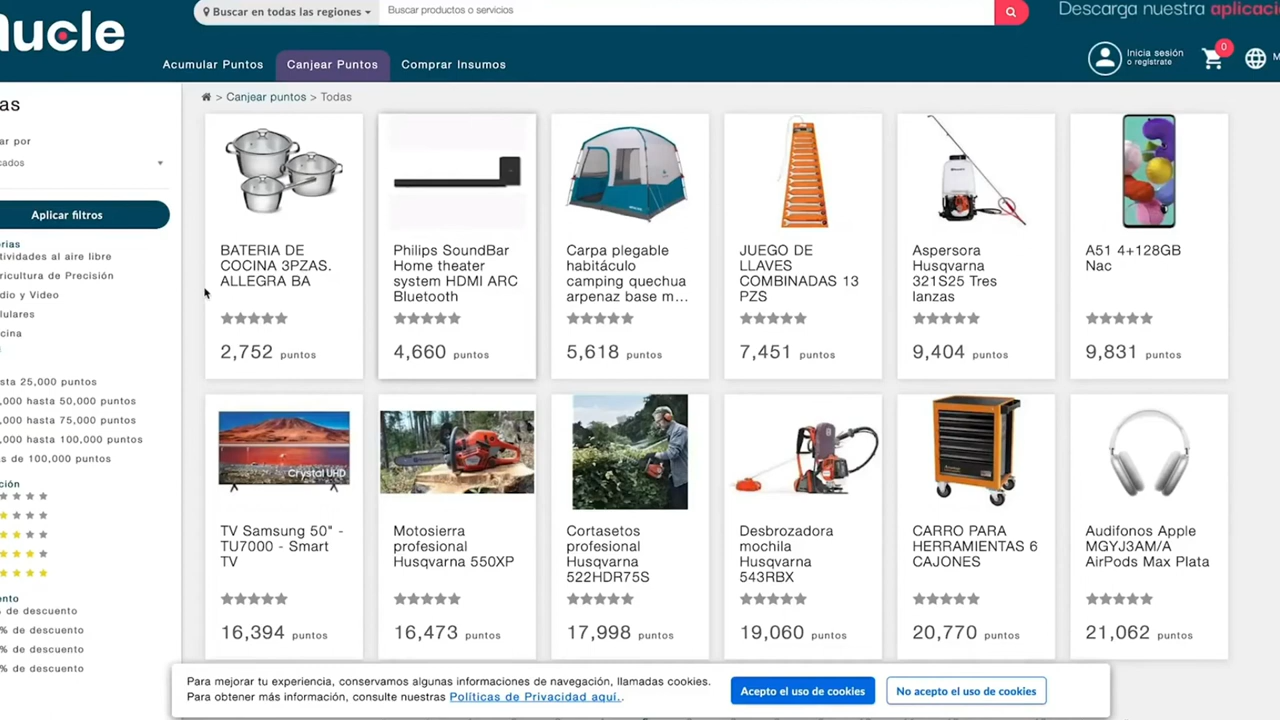 Buscar en todas las regiones
Buscar productos o servicios
Descarga nuestra aplicaci
ucle
Acumular Puntos
Canjear Puntos
Comprar Insumos
Inicia sesión
o regístrate
0
M
as
> Canjear puntos > Todas
ar por
cados
Aplicar filtros
rias
tividades al aire libre
ricultura de Precisión
dio y Video
lulares
cina
sta 25,000 puntos
,000 hasta 50,000 puntos
,000 hasta 75,000 puntos
,000 hasta 100,000 puntos
s de 100,000 puntos
ción
nto
% de descuento
% de descuento
% de descuento
% de descuento
BATERIA DE
COCINA 3PZAS.
ALLEGRA BA
2,752 puntos
Philips SoundBar
Home theater
system HDMI ARC
Bluetooth
4,660 puntos
Carpa plegable
habitáculo
camping quechua
arpenaz base m...
5,618 puntos
JUEGO DE
LLAVES
COMBINADAS 13
PZS
7,451 puntos
Aspersora
Husqvarna
321S25 Tres
lanzas
9,404 puntos
A51 4+128GB
Nac
9,831 puntos
Crystal UHD
TV Samsung 50" -
TU7000 - Smart
TV
16,394 puntos
Motosierra
profesional
Husqvarna 550XP
16,473 puntos
Cortasetos
profesional
Husqvarna
522HDR75S
17,998 puntos
Desbrozadora
mochila
Husqvarna
543RBX
19,060 puntos
CARRO PARA
HERRAMIENTAS 6
CAJONES
20,770 puntos
Audifonos Apple
MGYJ3AM/A
AirPods Max Plata
21,062 puntos
Para mejorar tu experiencia, conservamos algunas informaciones de navegación, llamadas cookies.
Para obtener más información, consulte nuestras Políticas de Privacidad aquí..
Acepto el uso de cookies
No acepto el uso de cookies